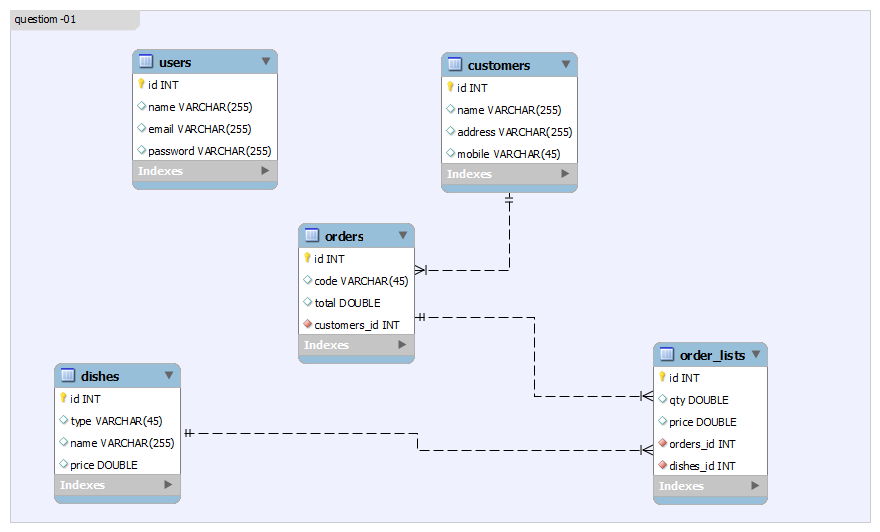 questiom -01
users
id INT
name VARCHAR(255)
email VARCHAR(255)
password VARCHAR(255)
Indexes
customers
id INT
name VARCHAR(255)
address VARCHAR(255)
mobile VARCHAR(45)
Indexes
orders
id INT
code VARCHAR(45)
total DOUBLE
customers_id INT
Indexes
dishes
id INT
type VARCHAR(45)
name VARCHAR(255)
price DOUBLE
Indexes
order_lists
id INT
qty DOUBLE
price DOUBLE
orders_id INT
dishes_id INT
Indexes